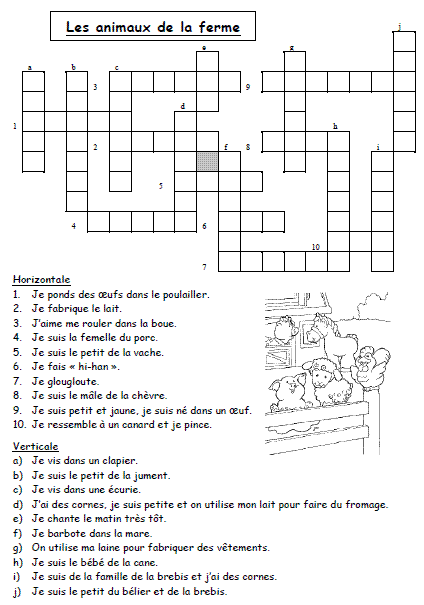 Les animaux de la ferme
j
e g
a b c
3 9
d
1 h
2 f 8 i
5
4 6
10
7
Horizontale
1. Je ponds des œufs dans le poulailler.
2. Je fabrique le lait.
3. J'aime me rouler dans la boue.
4. Je suis la femelle du porc.
5. Je suis le petit de la vache.
6. Je fais « hi-han ».
7. Je glougloute.
8. Je suis le mâle de la chèvre.
9. Je suis petit et jaune, je suis né dans un œuf.
10. Je ressemble à un canard et je pince.
Verticale
a) Je vis dans un clapier.
b) Je suis le petit de la jument.
c) Je vis dans une écurie.
d) J'ai des cornes, je suis petite et on utilise mon lait pour faire du fromage.
e) Je chante le matin très tôt.
f) Je barbote dans la mare.
g) On utilise ma laine pour fabriquer des vêtements.
h) Je suis le bébé de la cane.
i) Je suis de la famille de la brebis et j'ai des cornes.
j) Je suis le petit du bélier et de la brebis.